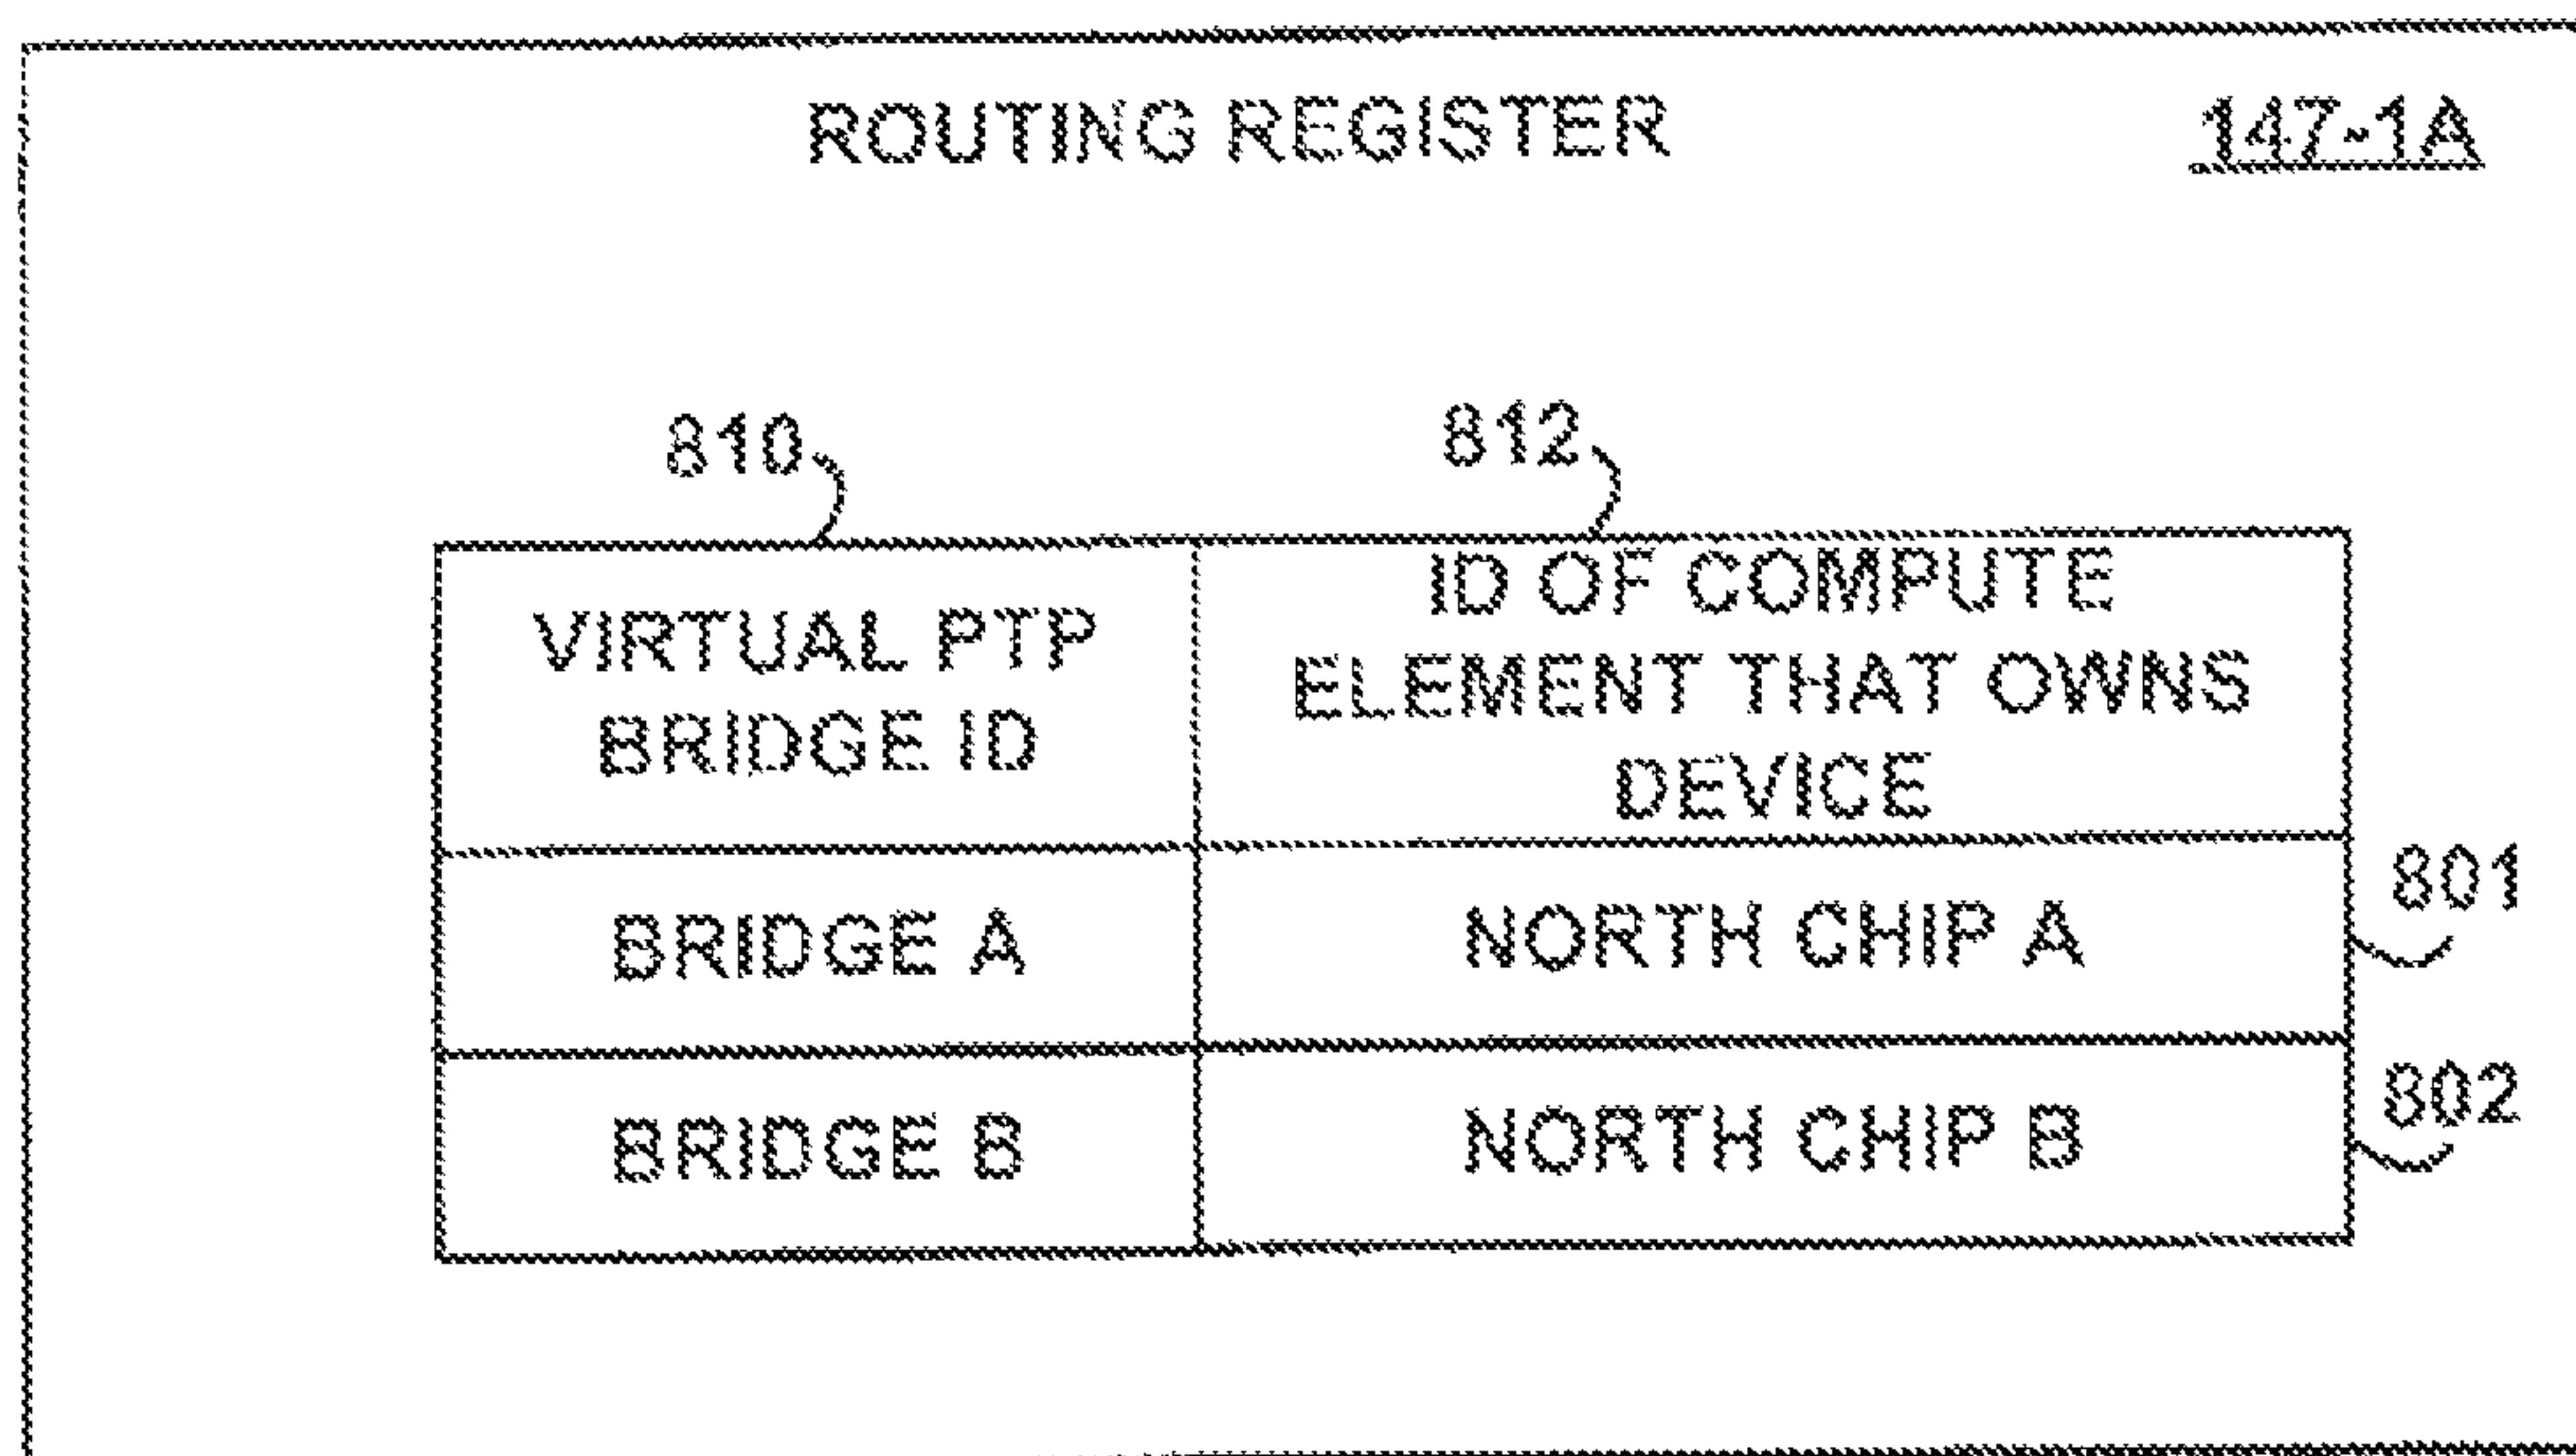 ROUTING REGISTER 147-1A
810 812
VIRTUAL PTP
BRIDGE ID
ID OF COMPUTE
ELEMENT THAT OWNS
DEVICE
BRIDGE A NORTH CHIP A 801
BRIDGE B NORTH CHIP B 802